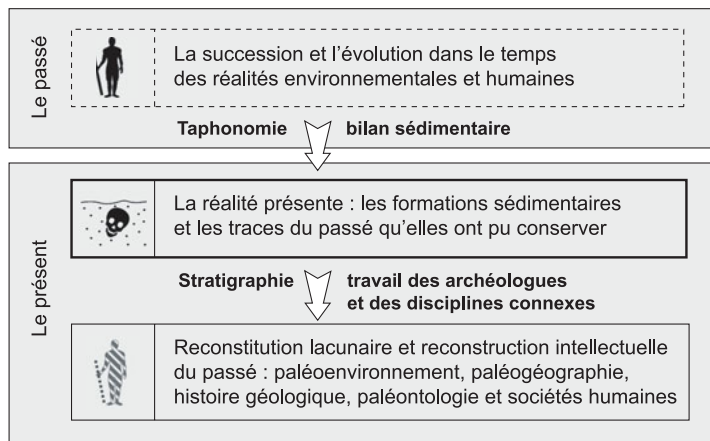 Le passé
La succession et l'évolution dans le temps
des réalités environnementales et humaines
Taphonomie bilan sédimentaire
Le présent
La réalité présente : les formations sédimentaires
et les traces du passé qu'elles ont pu conserver
Stratigraphie travail des archéologues
et des disciplines connexes
Reconstitution lacunaire et reconstruction intellectuelle
du passé : paléoenvironnement, paléogéographie,
histoire géologique, paléontologie et sociétés humaines